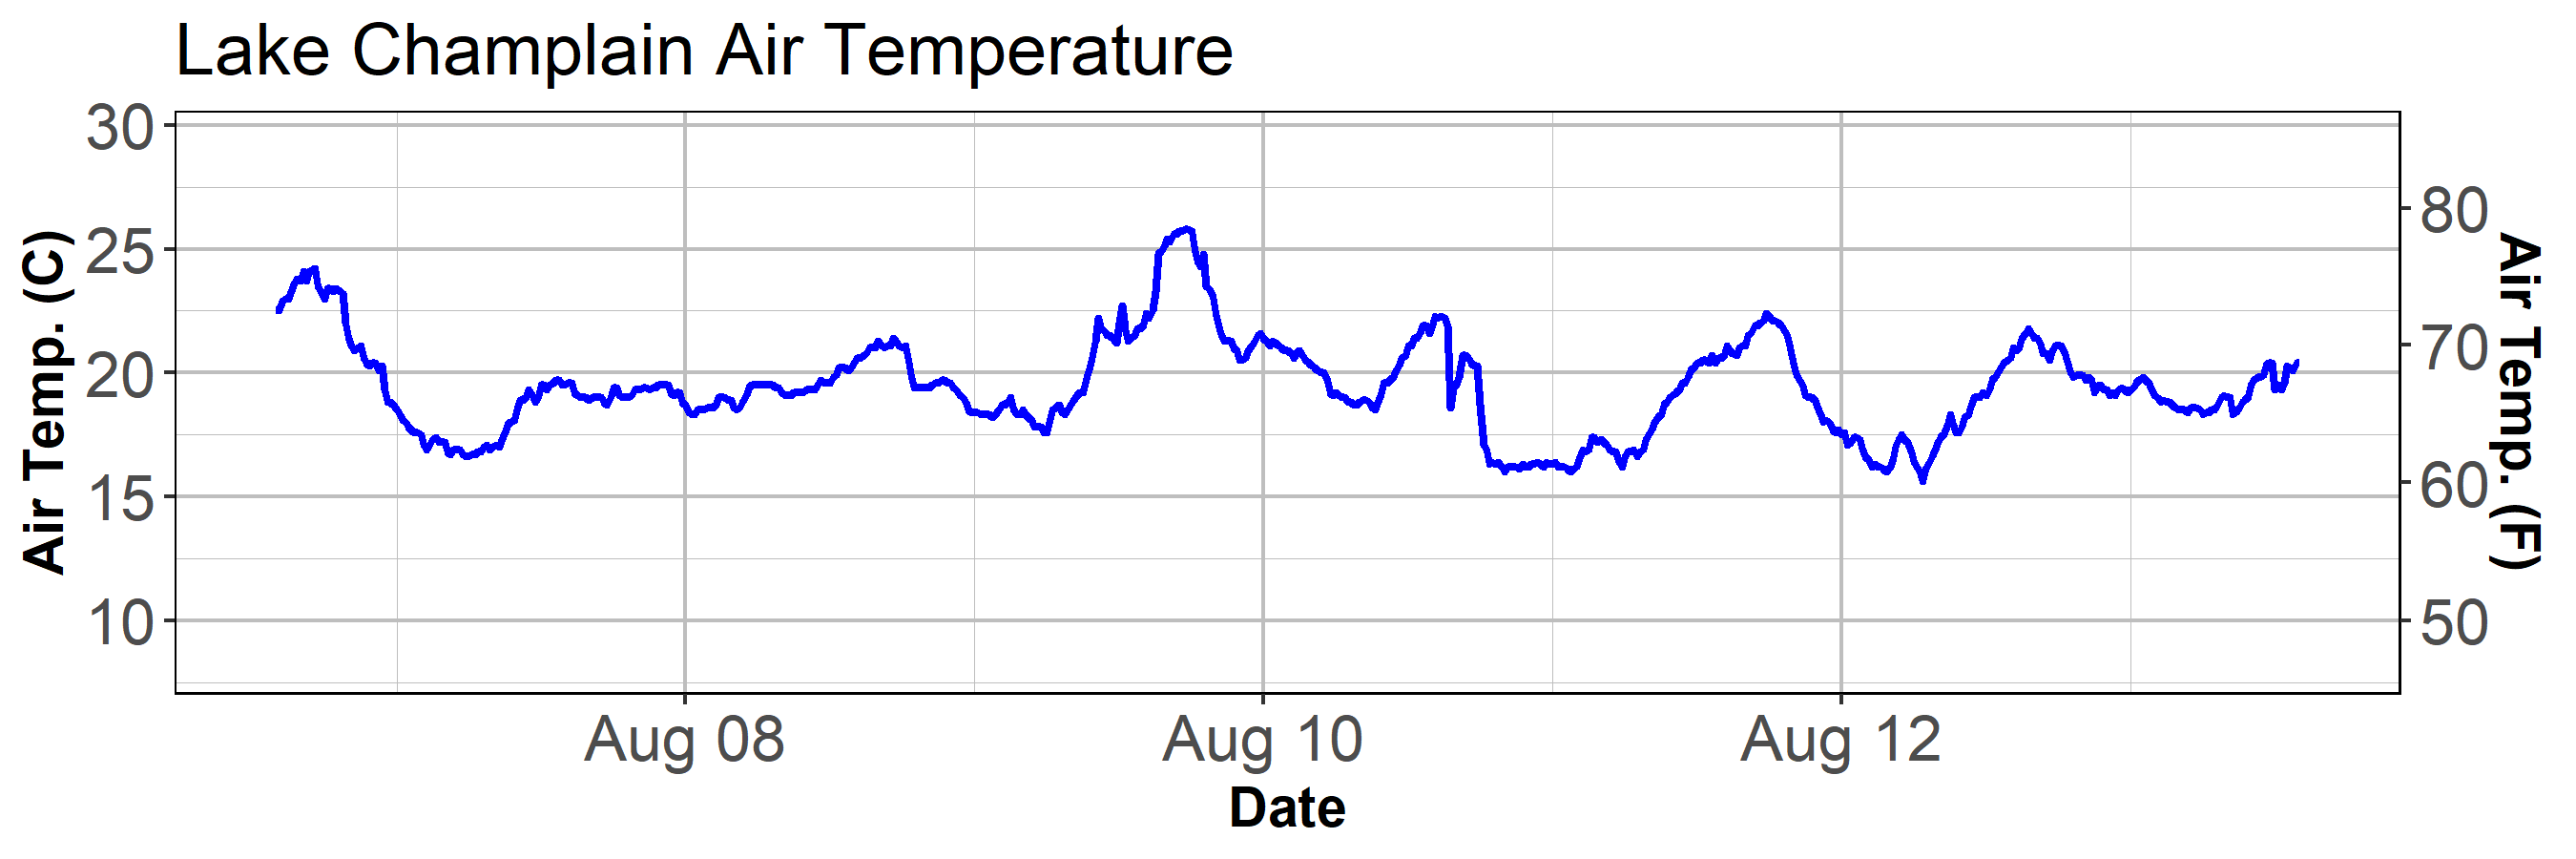 Lake Champlain Air Temperature
30
25
20
15
10
Air Temp. (C)
80
70
60
50
Air Temp. (F)
Aug 08
Aug 10
Aug 12
Date